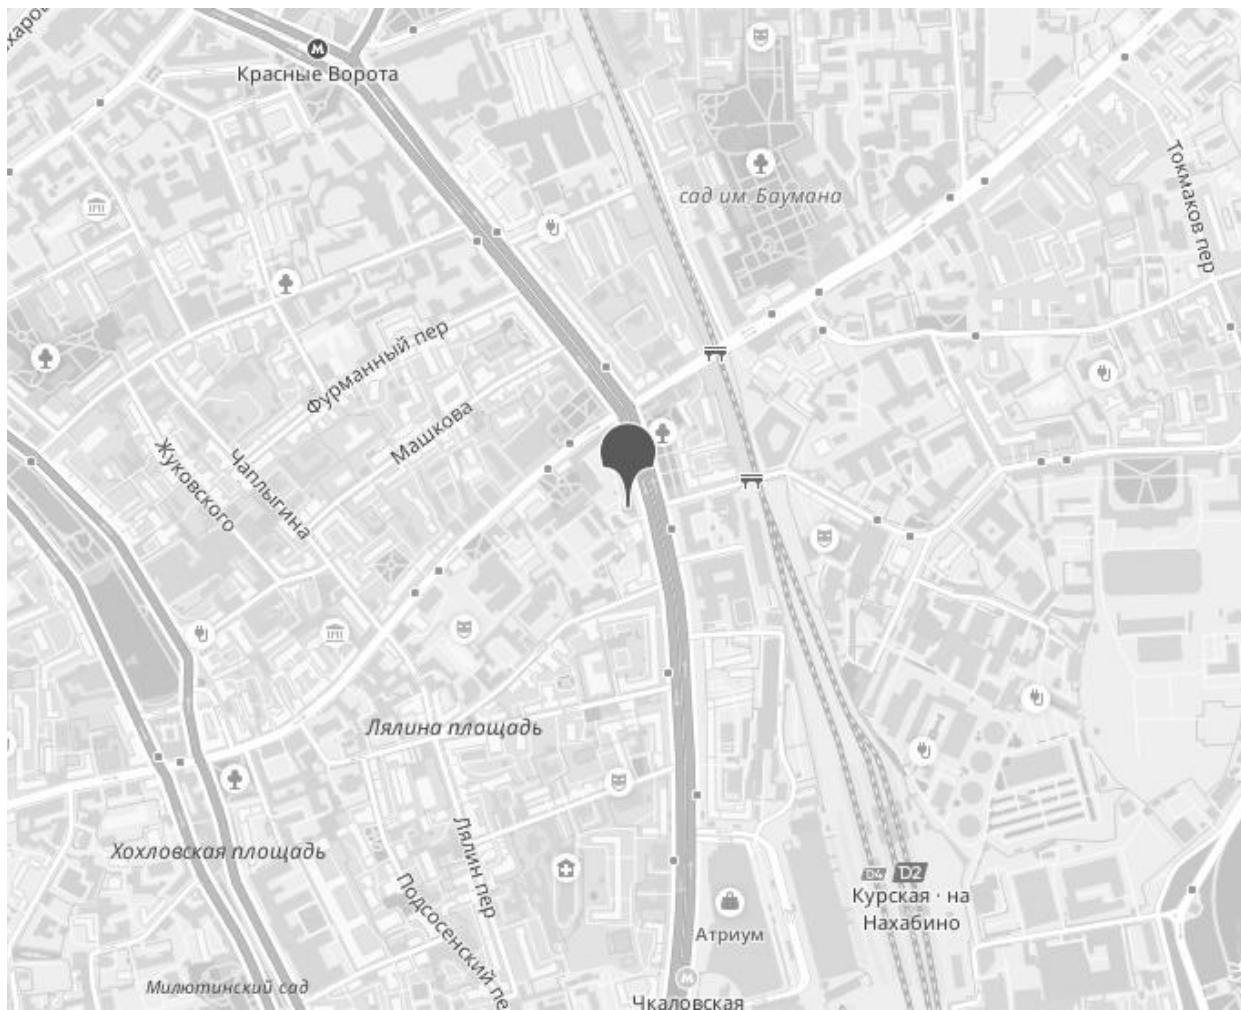 Красные Ворота
сад им. Баумана
Токмаков пер
Фурманный пер
Машкова
Жуковского
Чаплыгина
Лялина площадь
Хохловская площадь
Лялин пер
Подсосенский пе
D4 D2
Курская · на
Нахабино
Атриум
Милютинский сад
Чкаловская